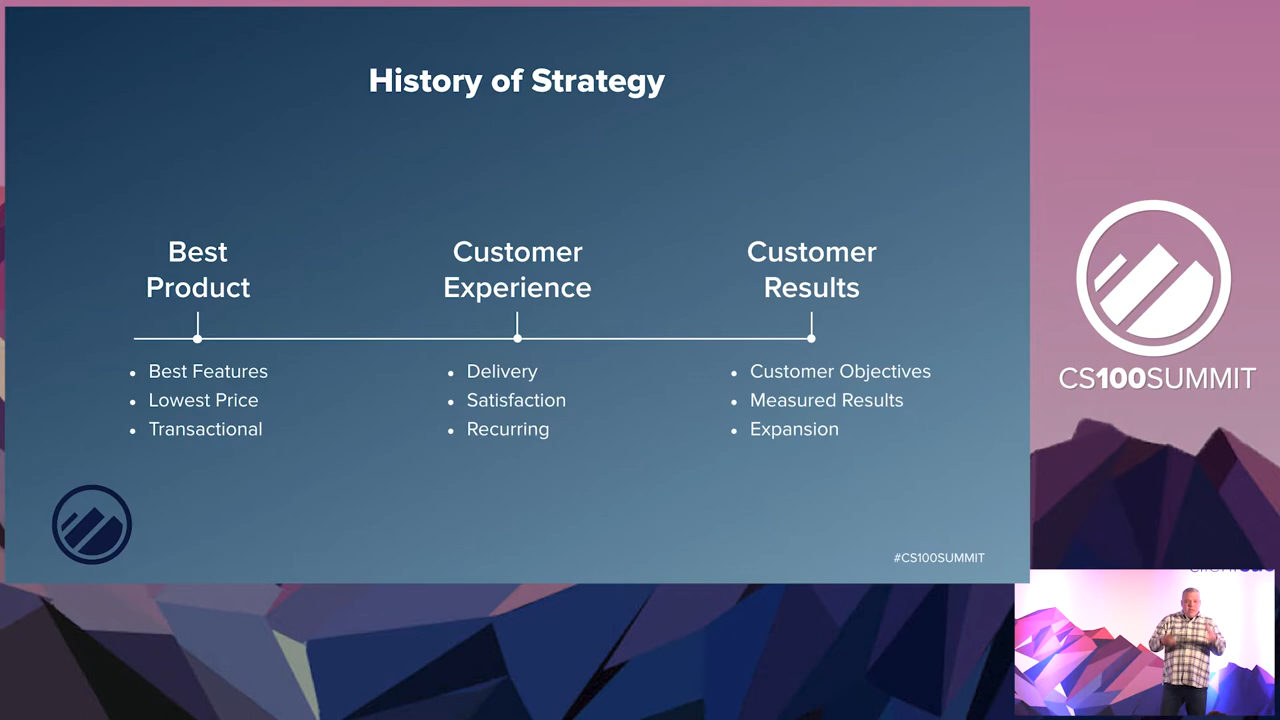 History of Strategy
Best
Product
• Best Features
• Lowest Price
• Transactional
Customer
Experience
• Delivery
• Satisfaction
• Recurring
Customer
Results
• Customer Objectives
• Measured Results
• Expansion
#CS100SUMMIT
CS100SUMMIT